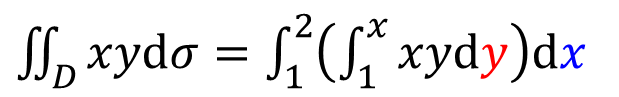 ∬_D xydσ = ∫_1^2(∫_1^x xydy)dx